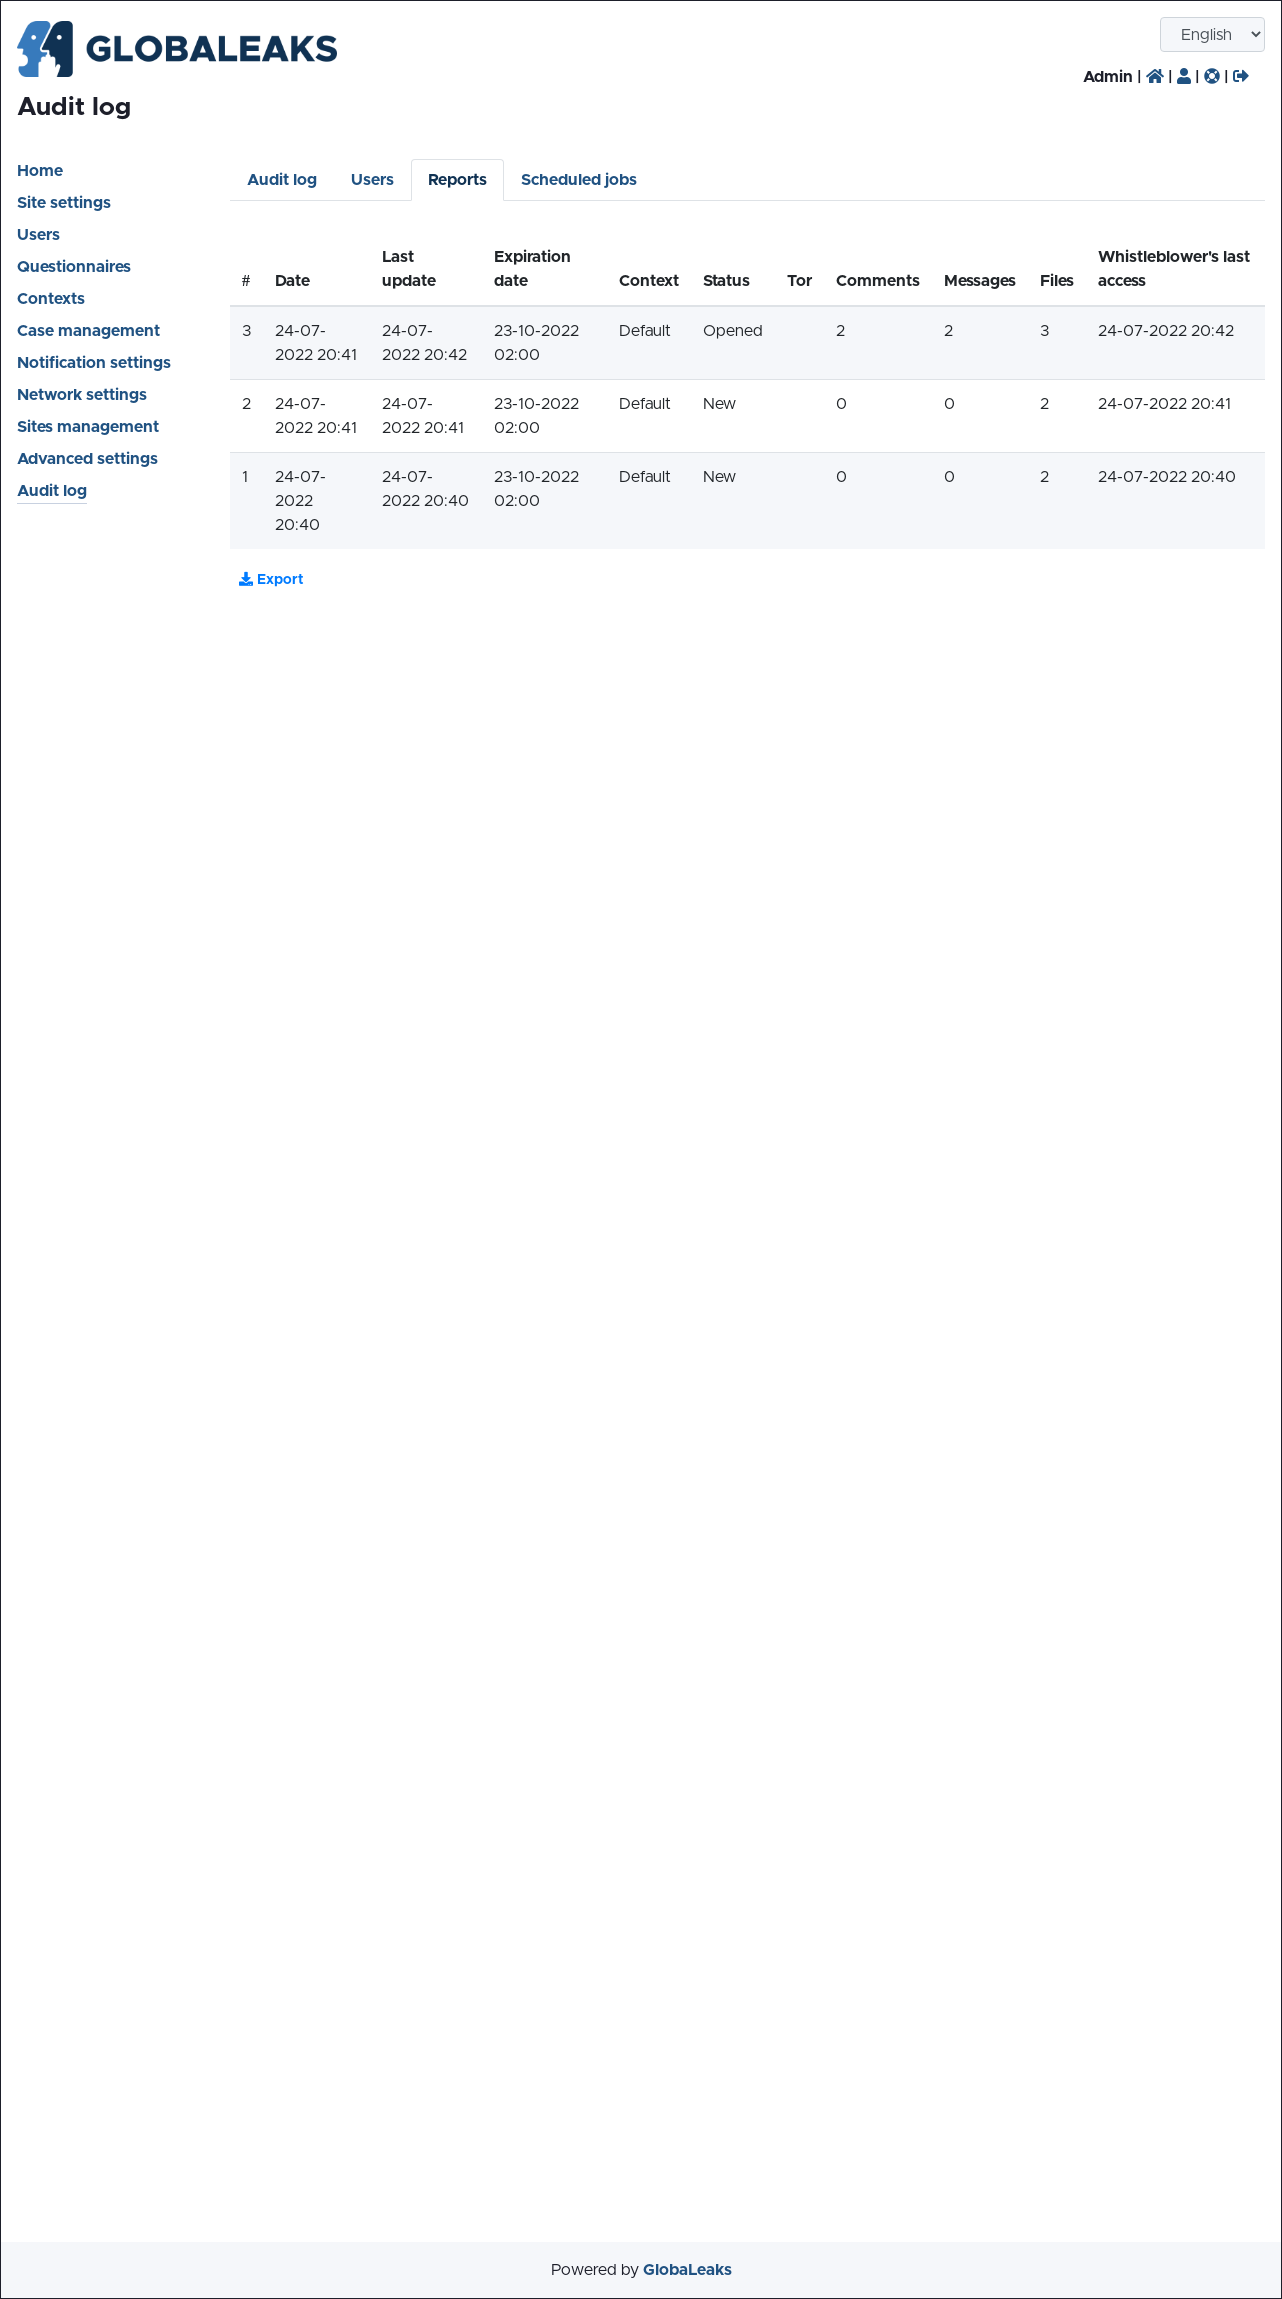 GLOBALEAKS
English
Admin | | | |
Audit log
Home
Site settings
Users
Questionnaires
Contexts
Case management
Notification settings
Network settings
Sites management
Advanced settings
Audit log
Audit log Users Reports Scheduled jobs
# Date Last update Expiration date Context Status Tor Comments Messages Files Whistleblower's last access
3 24-07-2022 20:41 24-07-2022 20:42 23-10-2022 02:00 Default Opened 2 2 3 24-07-2022 20:42
2 24-07-2022 20:41 24-07-2022 20:41 23-10-2022 02:00 Default New 0 0 2 24-07-2022 20:41
1 24-07-2022 20:40 24-07-2022 20:40 23-10-2022 02:00 Default New 0 0 2 24-07-2022 20:40
Export
Powered by GlobaLeaks